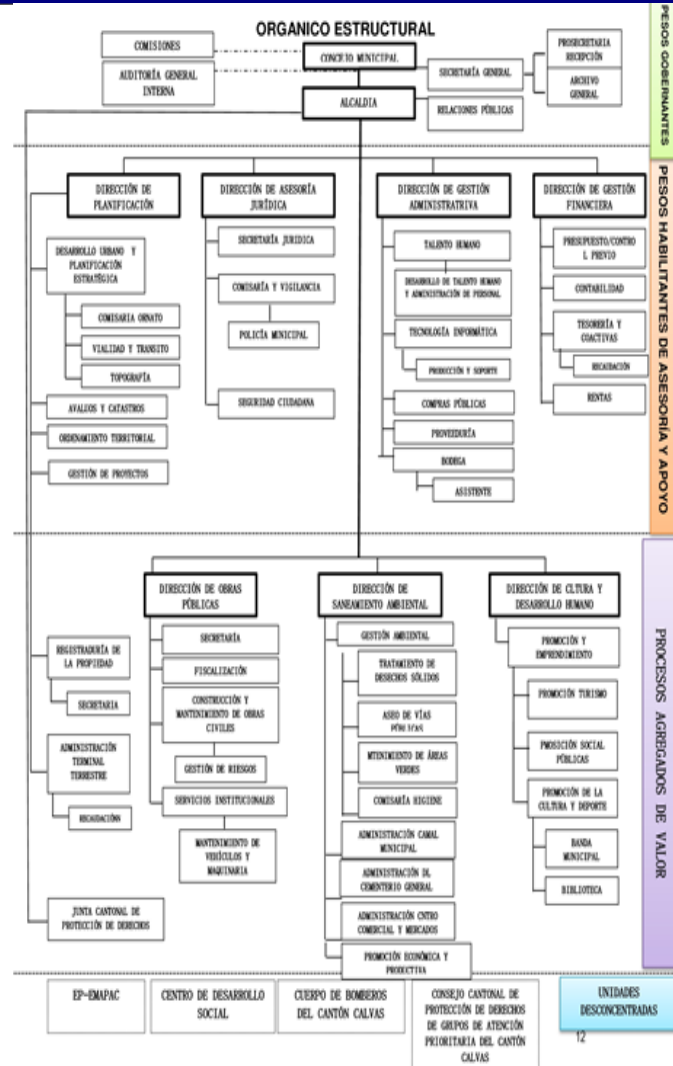 ORGANICO ESTRUCTURAL
COMISIONES
CONCEJO MUNICIPAL
AUDITORÍA GENERAL
INTERNA
SECRETARÍA GENERAL
PROSECRETARIA
RECEPCIÓN
ARCHIVO
GENERAL
ALCALDIA
RELACIONES PÚBLICAS
PESOS GOBERNANTES
DIRECCIÓN DE
PLANIFICACIÓN
DESARROLLO URBANO Y
PLANIFICACIÓN
ESTRATÉGICA
COMISARIA ORNATO
VIALIDAD Y TRANSITO
TOPOGRAFÍA
AVALUOS Y CATASTROS
ORDENAMIENTO TERRITORIAL
GESTIÓN DE PROYECTOS
DIRECCIÓN DE ASESORÍA
JURÍDICA
SECRETARÍA JURIDICA
COMISARÍA Y VIGILANCIA
POLICÍA MUNICIPAL
SEGURIDAD CIUDADANA
DIRECCIÓN DE GESTIÓN
ADMINISTRATRIVA
TALENTO HUMANO
DESARROLLO DE TALENTO HUMANO
Y ADMINISTRACIÓN DE PERSONAL
TECNOLOGÍA INFORMÁTICA
PRODUCCIÓN Y SOPORTE
COMPRAS PÚBLICAS
PROVEEDURÍA
BODEGA
ASISTENTE
DIRECCIÓN DE GESTIÓN
FINANCIERA
PRESUPUESTO/CONTRO
L PREVIO
CONTABILIDAD
TESORERÍA Y
COACTIVAS
RECAUDACIÓN
RENTAS
PESOS HABILITANTES DE ASESORÍA Y APOYO
REGISTRADURÍA DE
LA PROPIEDAD
SECRETARIA
ADMINISTRACIÓN
TERMINAL
TERRESTRE
RECAUDACIÓNN
JUNTA CANTONAL DE
PROTECCIÓN DE DERECHOS
DIRECCIÓN DE OBRAS
PÚBLICAS
SECRETARÍA
FISCALIZACIÓN
CONSTRUCCIÓN Y
MANTENIMIENTO DE OBRAS
CIVILES
GESTIÓN DE RIESGOS
SERVICIOS INSTITUCIONALES
MANTENIMIENTO DE
VEHÍCULOS Y
MAQUINARIA
DIRECCIÓN DE
SANEAMIENTO AMBIENTAL
GESTIÓN AMBIENTAL
TRATAMIENTO DE
DESECHOS SÓLIDOS
ASEO DE VÍAS
PÚBLICAS
MTENIMIENTO DE ÁREAS
VERDES
COMISARÍA HIGIENE
ADMINISTRACIÓN CAMAL
MUNICIPAL
ADMINISTRACIÓN DL
CEMENTERIO GENERAL
ADMINISTRACIÓN CNTRO
COMERCIAL Y MERCADOS
PROMOCIÓN ECONÓMICA Y
PRODUCTIVA
DIRECCIÓN DE CLTURA Y
DESARROLLO HUMANO
PROMOCIÓN Y
EMPRENDIMIENTO
PROMOCIÓN TURISMO
PMOSICIÓN SOCIAL
PÚBLICAS
PROMOCIÓN DE LA
CULTURA Y DEPORTE
BANDA
MUNICIPAL
BIBLIOTECA
PROCESOS AGREGADOS DE VALOR
EP-EMAPAC
CENTRO DE DESARROLLO
SOCIAL
CUERPO DE BOMBEROS
DEL CANTÓN CALVAS
CONSEJO CANTONAL DE
PROTECCIÓN DE DERECHOS
DE GRUPOS DE ATENCIÓN
PRIORITARIA DEL CANTÓN
CALVAS
UNIDADES
DESCONCENTRADAS
12